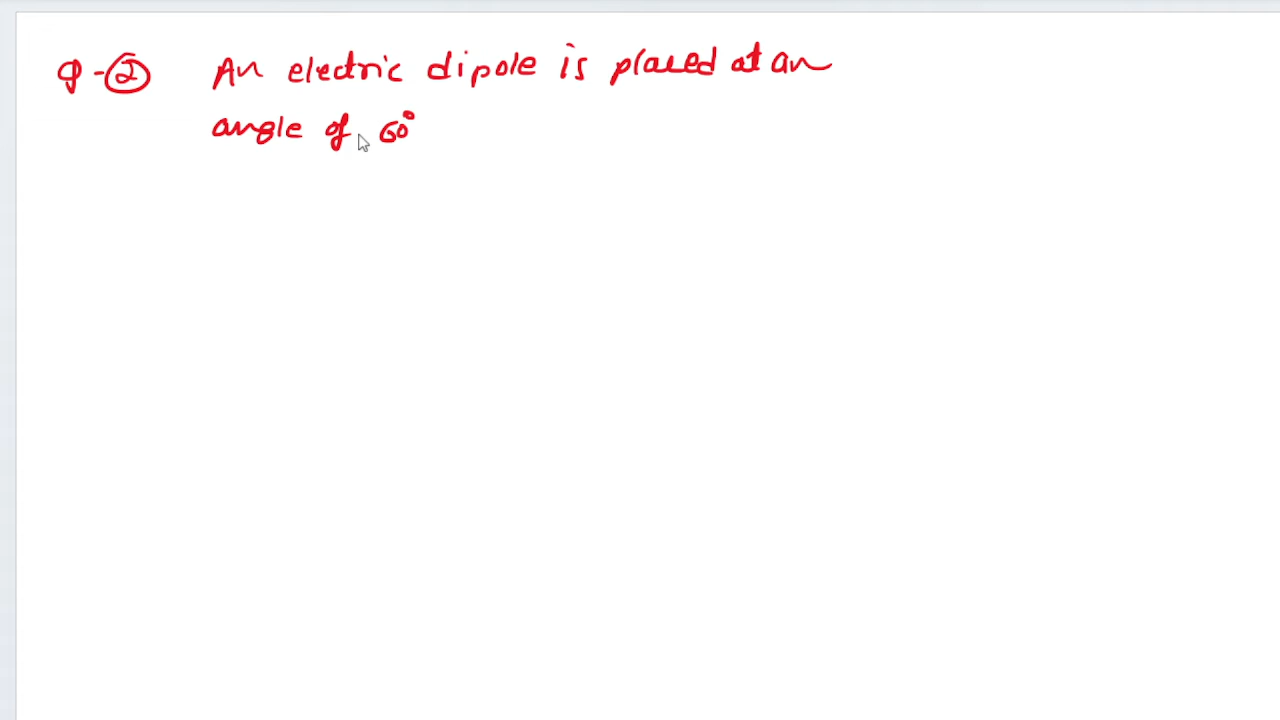 Q-② An electric dipole is placed at an
angle of 60°